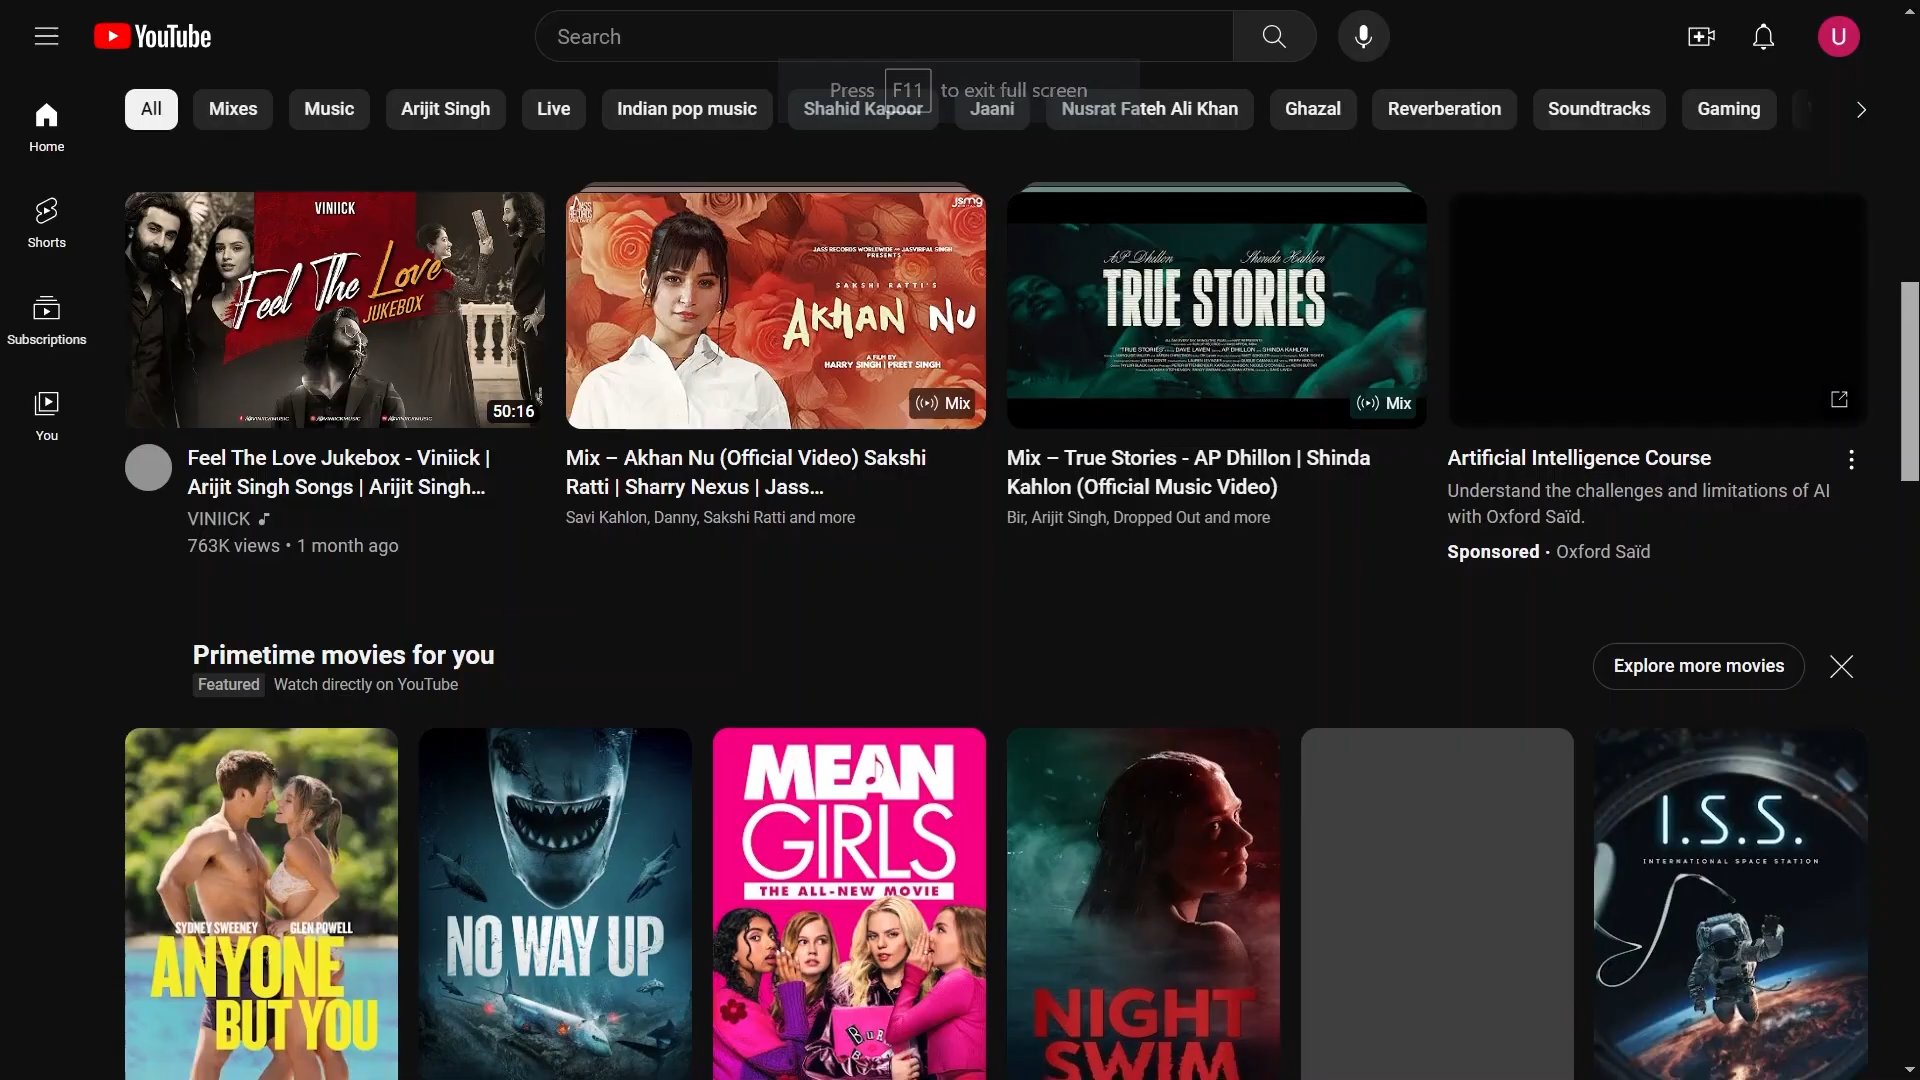 YouTube
Search
U
Press F11 to exit full screen
All
Mixes
Music
Arijit Singh
Live
Indian pop music
Shahid Kapoor
Jaani
Nusrat Fateh Ali Khan
Ghazal
Reverberation
Soundtracks
Gaming
Home
Shorts
Subscriptions
You
VINIICK
Feel The Love
JUKEBOX
50:16
Feel The Love Jukebox - Viniick |
Arijit Singh Songs | Arijit Singh...
VINIICK
763K views • 1 month ago
jsmg
JASS RECORDS WORLDWIDE
PRESENTS
SAKSHI RATTI'S
AKHAN NU
A FILM BY
HARRY SINGH | PREET SINGH
Mix
Mix – Akhan Nu (Official Video) Sakshi
Ratti | Sharry Nexus | Jass...
Savi Kahlon, Danny, Sakshi Ratti and more
AP Dhillon Shinda Kahlon
TRUE STORIES
Mix
Mix – True Stories - AP Dhillon | Shinda
Kahlon (Official Music Video)
Bir, Arijit Singh, Dropped Out and more
Artificial Intelligence Course
Understand the challenges and limitations of AI
with Oxford Saïd.
Sponsored · Oxford Saïd
Primetime movies for you
Featured Watch directly on YouTube
Explore more movies
SYDNEY SWEENEY GLEN POWELL
ANYONE
BUT YOU
NO WAY UP
MEAN
GIRLS
THE ALL-NEW MOVIE
NIGHT
SWIM
I.S.S.
INTERNATIONAL SPACE STATION